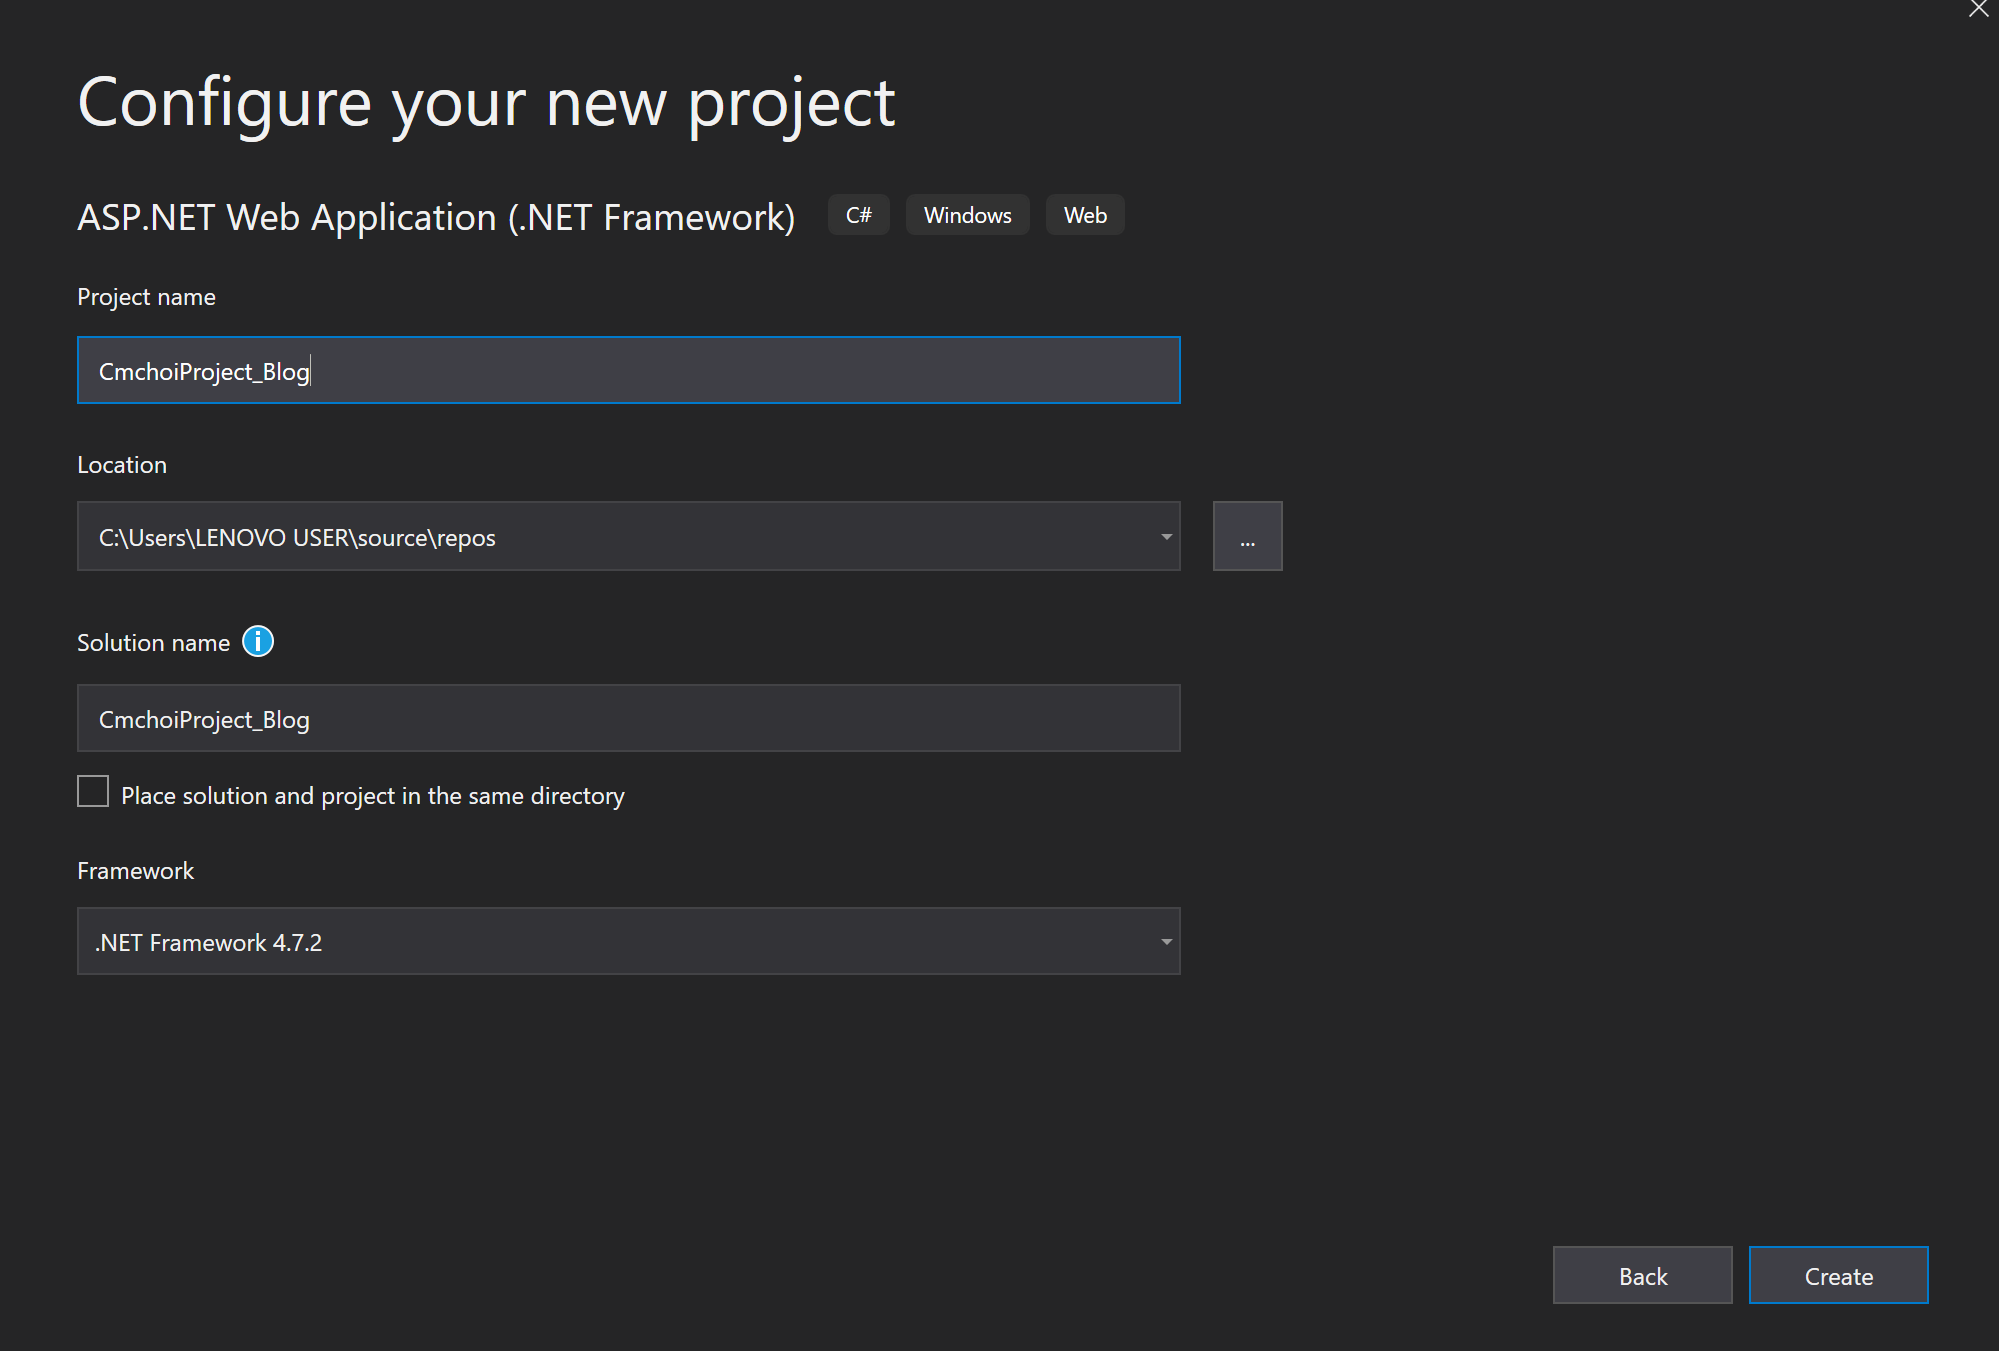 Configure your new project
ASP.NET Web Application (.NET Framework) C# Windows Web
Project name
CmchoiProject_Blog
Location
C:\Users\LENOVO USER\source\repos
...
Solution name i
CmchoiProject_Blog
Place solution and project in the same directory
Framework
.NET Framework 4.7.2
Back Create